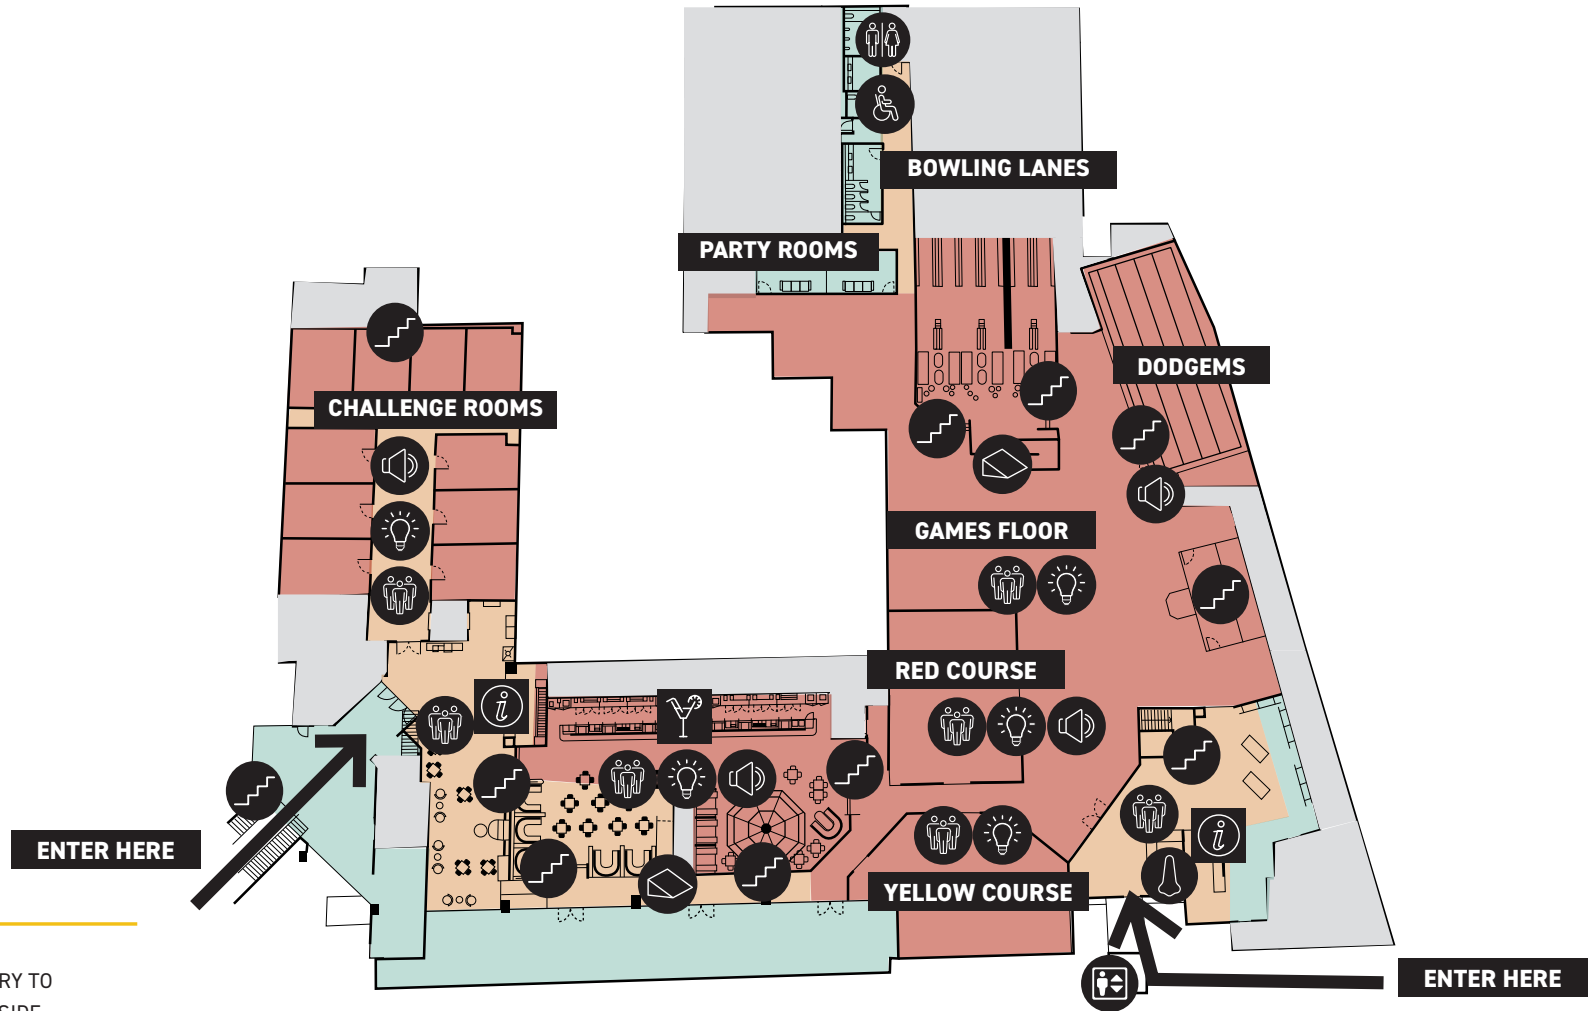 BOWLING LANES
PARTY ROOMS
DODGEMS
CHALLENGE ROOMS
GAMES FLOOR
RED COURSE
i
i
ENTER HERE
YELLOW COURSE
ENTER HERE
RY TO
SIDE